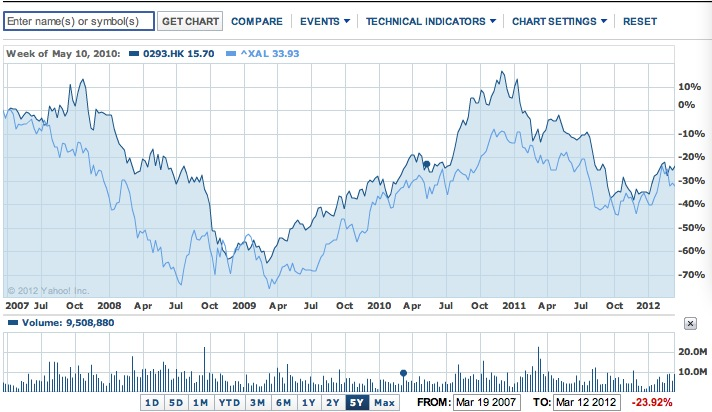 Enter name(s) or symbol(s) GET CHART COMPARE EVENTS TECHNICAL INDICATORS CHART SETTINGS RESET
Week of May 10, 2010: 0293.HK 15.70 ^XAL 33.93
10%
0%
-10%
-20%
-30%
-40%
-50%
-60%
-70%
© 2012 Yahoo! Inc.
2007 Jul Oct 2008 Apr Jul Oct 2009 Apr Jul Oct 2010 Apr Jul Oct 2011 Apr Jul Oct 2012
Volume: 9,508,880
20.0M
10.0M
1D 5D 1M YTD 3M 6M 1Y 2Y 5Y Max FROM: Mar 19 2007 TO: Mar 12 2012 -23.92%